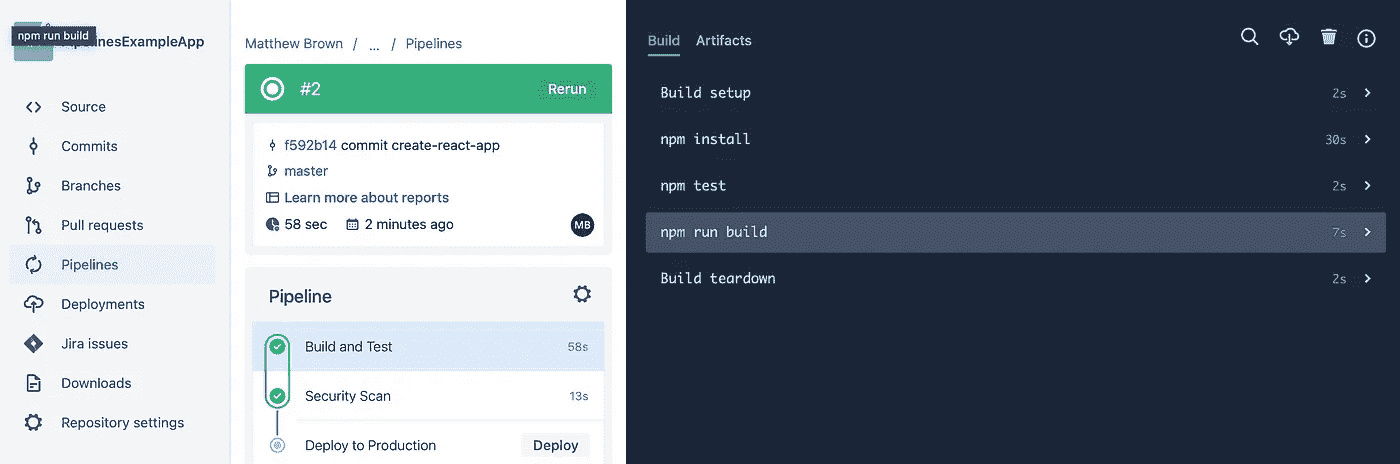 npm run build
PipelinesExampleApp
Source
Commits
Branches
Pull requests
Pipelines
Deployments
Jira issues
Downloads
Repository settings
Matthew Brown / ... / Pipelines
#2 Rerun
f592b14 commit create-react-app
master
Learn more about reports
58 sec 2 minutes ago MB
Pipeline
Build and Test 58s
Security Scan 13s
Deploy to Production Deploy
Build Artifacts
Build setup 2s
npm install 30s
npm test 2s
npm run build 7s
Build teardown 2s